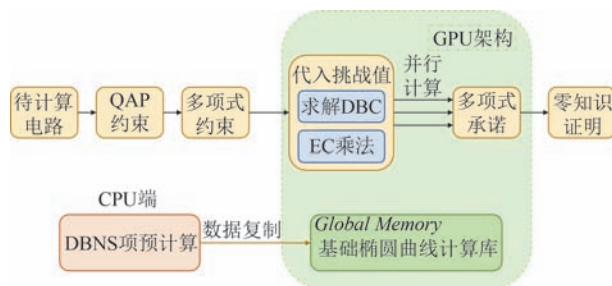 GPU架构
代入挑战值
并行
计算
待计算
电路
QAP
约束
多项式
约束
求解DBC
EC乘法
多项式
承诺
零知识
证明
CPU端
DBNS项预计算
数据复制
Global Memory
基础椭圆曲线计算库